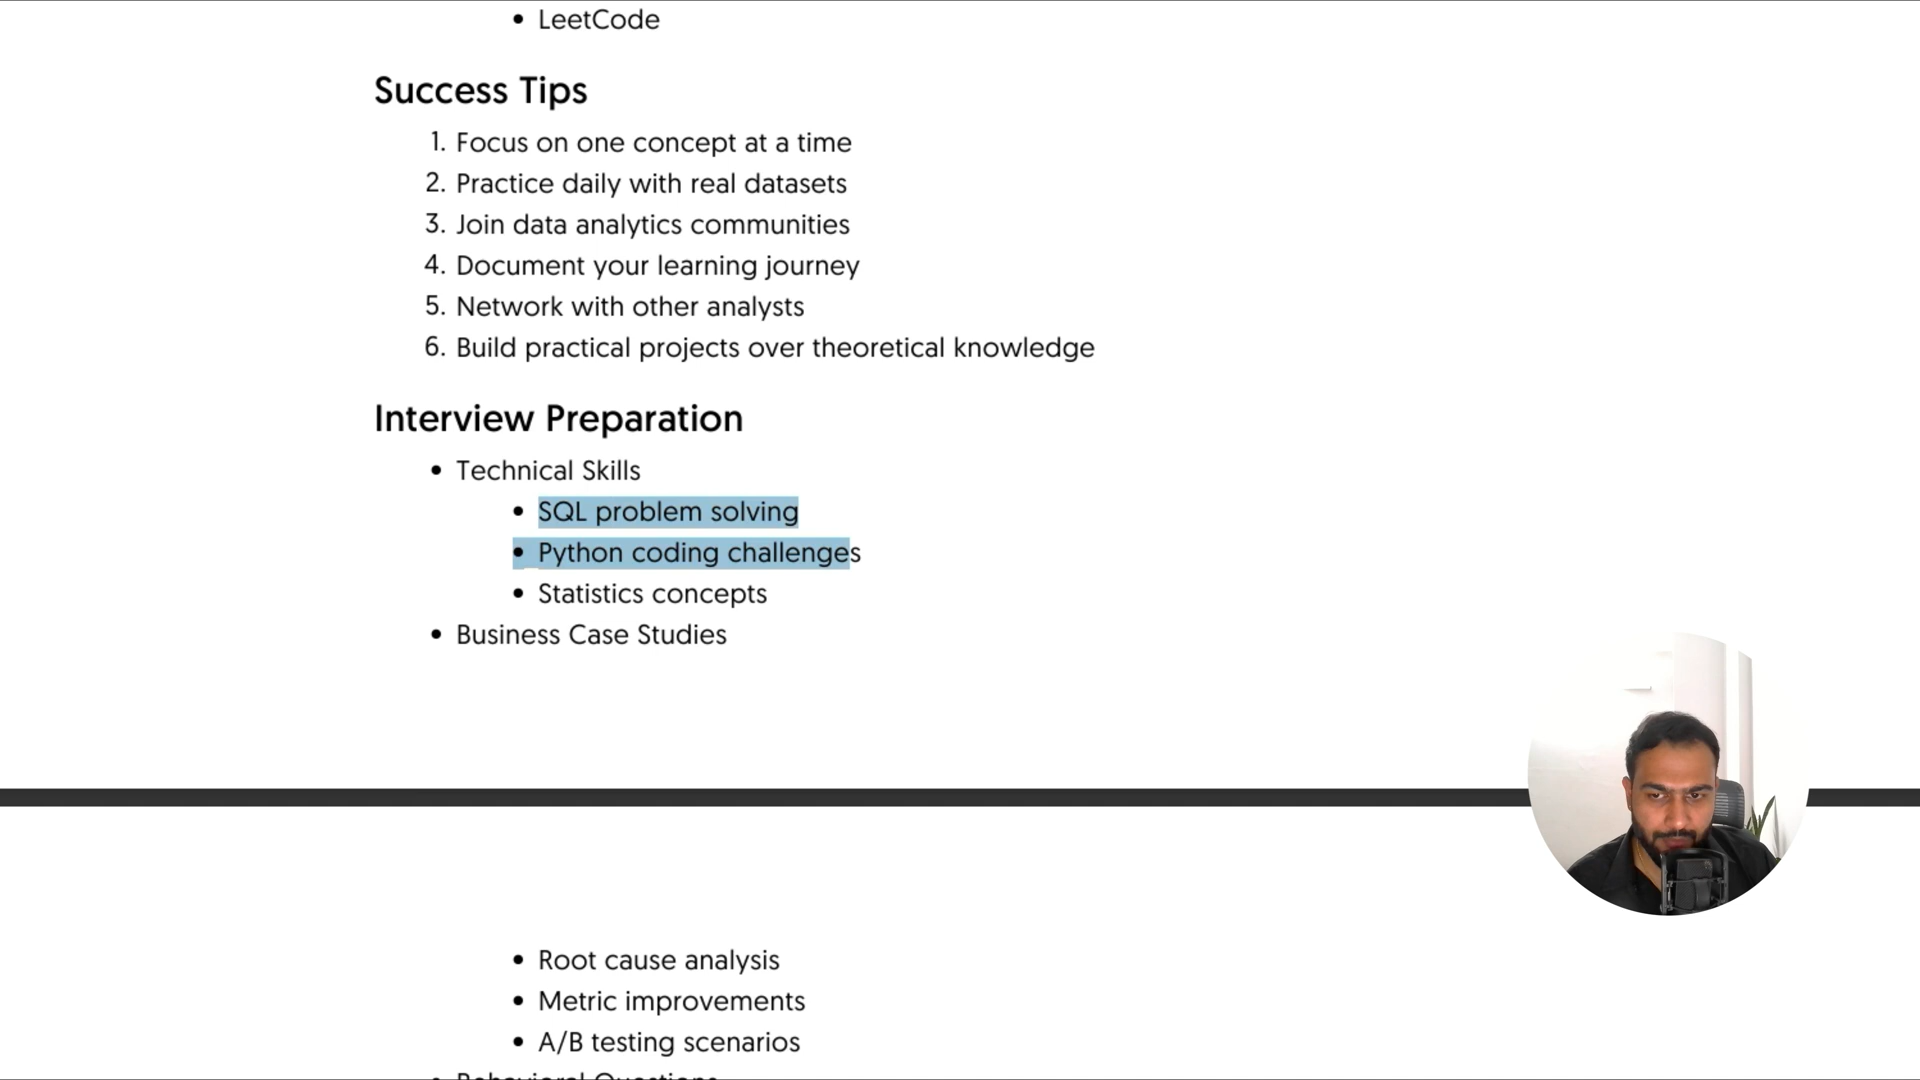 • LeetCode
Success Tips
1. Focus on one concept at a time
2. Practice daily with real datasets
3. Join data analytics communities
4. Document your learning journey
5. Network with other analysts
6. Build practical projects over theoretical knowledge
Interview Preparation
• Technical Skills
• SQL problem solving
• Python coding challenges
• Statistics concepts
• Business Case Studies
• Root cause analysis
• Metric improvements
• A/B testing scenarios
• Behavioral Questions